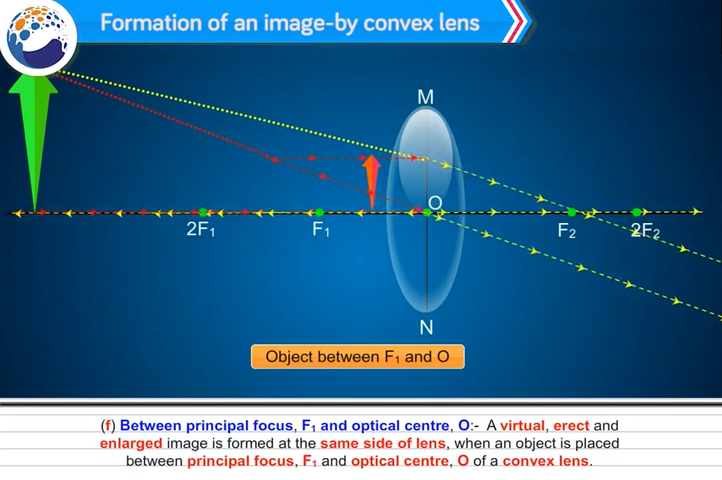 Formation of an image-by convex lens
M
O
2F₁
F₁
F₂
2F₂
N
Object between F₁ and O
(f) Between principal focus, F₁ and optical centre, O:- A virtual, erect and
enlarged image is formed at the same side of lens, when an object is placed
between principal focus, F₁ and optical centre, O of a convex lens.